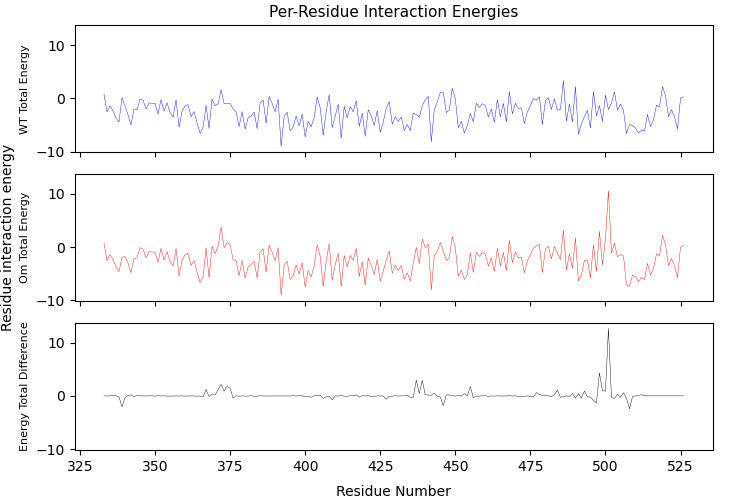 Per-Residue Interaction Energies
Residue interaction energy
WT Total Energy
10
0
−10
Om Total Energy
10
0
−10
Energy Total Difference
10
0
−10
325 350 375 400 425 450 475 500 525
Residue Number